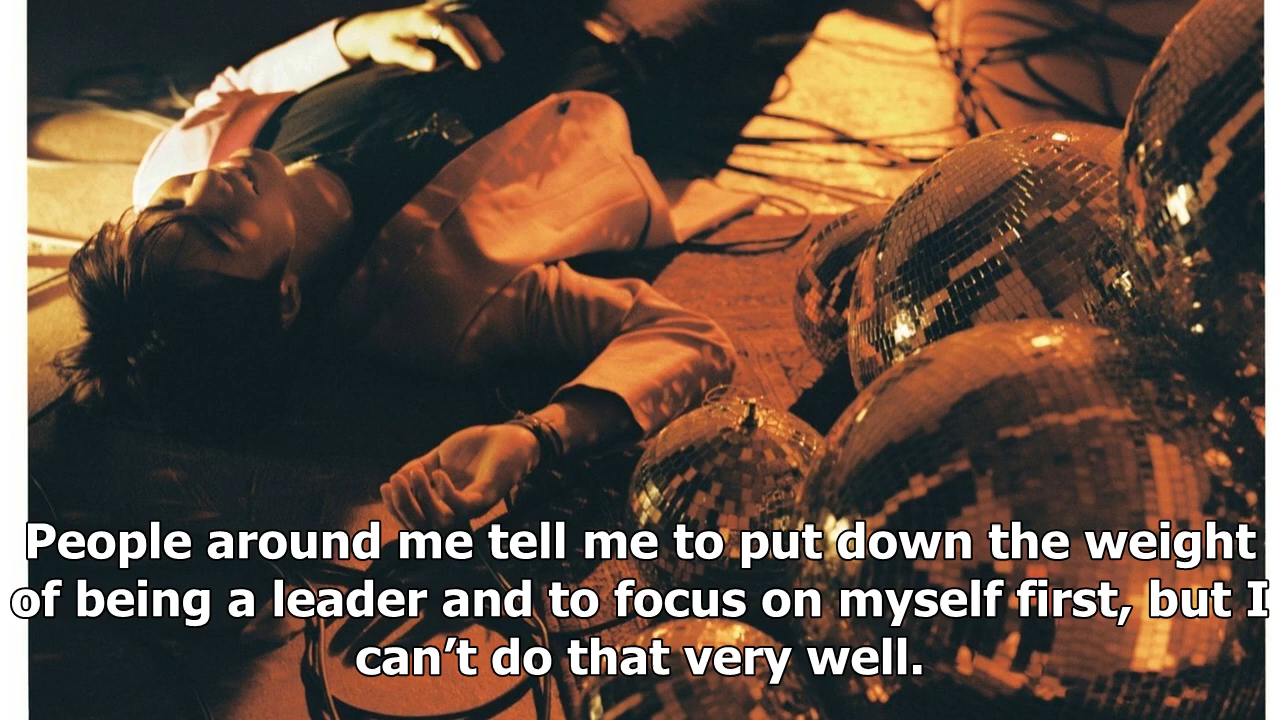 People around me tell me to put down the weight
of being a leader and to focus on myself first, but I
can’t do that very well.